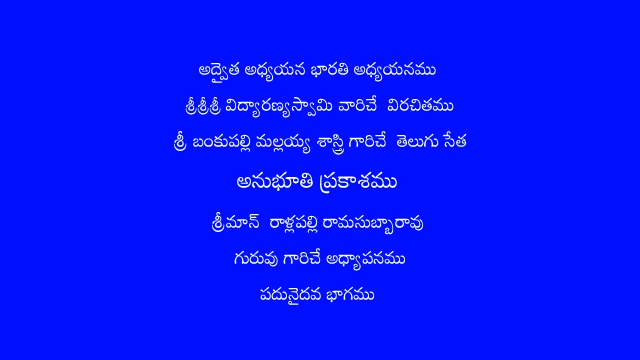 అద్వైత అధ్యయన భారతి అధ్యయనము
శ్రీశ్రీశ్రీ విద్యారణ్యస్వామి వారిచే విరచితము
శ్రీ బంకుపల్లి మల్లయ్య శాస్త్రి గారిచే తెలుగు సేత
అనుభూతి ప్రకాశము
శ్రీమాన్ రాళ్లపల్లి రామసుబ్బారావు
గురువు గారిచే అధ్యాపనము
పదునైదవ భాగము